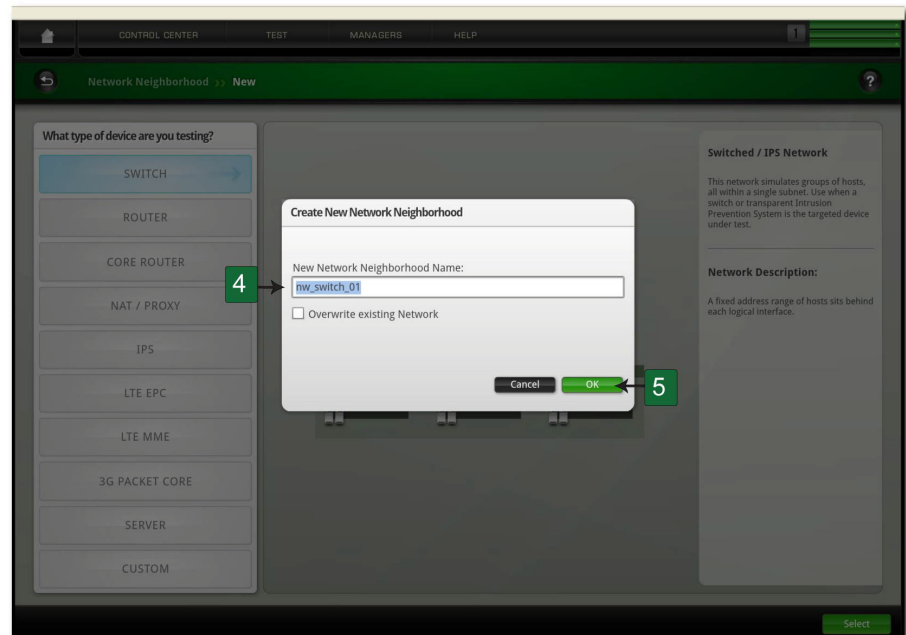 CONTROL CENTER TEST MANAGERS HELP 1
Network Neighborhood >> New ?
What type of device are you testing?
SWITCH
ROUTER
CORE ROUTER
NAT / PROXY
IPS
LTE EPC
LTE MME
3G PACKET CORE
SERVER
CUSTOM
Create New Network Neighborhood
New Network Neighborhood Name:
4
nw_switch_01
Overwrite existing Network
Cancel OK 5
Switched / IPS Network
This network simulates groups of hosts,
all within a single subnet. Use when a
switch or transparent Intrusion
Prevention System is the targeted device
under test.
Network Description:
A fixed address range of hosts sits behind
each logical interface.
Select